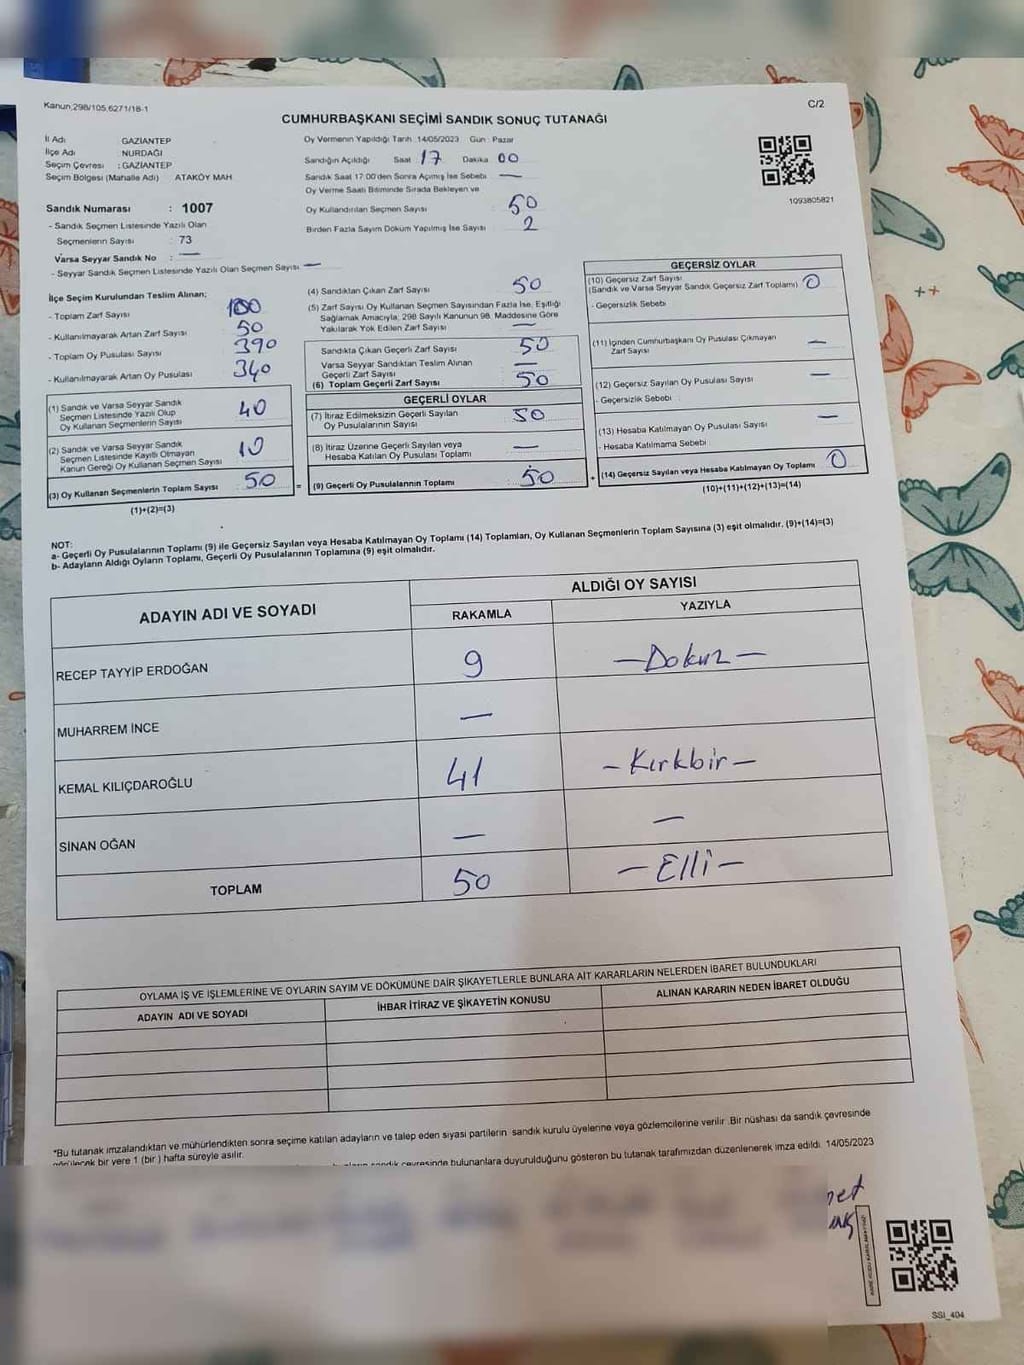 Kanun,298/105,6271/18-1
C/2
CUMHURBAŞKANI SEÇİMİ SANDIK SONUÇ TUTANAĞI
İl Adı GAZİANTEP
İlçe Adı : NURDAĞI
Seçim Çevresi : GAZİANTEP
Seçim Bölgesi (Mahalle Adı) ATAKÖY MAH.
Sandık Numarası : 1007
- Sandık Seçmen Listesinde Yazılı Olan
Seçmenlerin Sayısı : 73
Varsa Seyyar Sandık No : —
- Seyyar Sandık Seçmen Listesinde Yazılı Olan Seçmen Sayısı —
Oy Vermenin Yapıldığı Tarih 14/05/2023 Gün : Pazar
Sandığın Açıldığı Saat 17 Dakika 00
Sandık Saat 17:00'den Sonra Açılmış İse Sebebi —
Oy Verme Saati Bitiminde Sırada Bekleyen ve
Oy Kullandırılan Seçmen Sayısı : 50
Birden Fazla Sayım Döküm Yapılmış İse Sayısı 2
1093805821
İlçe Seçim Kurulundan Teslim Alınan;
- Toplam Zarf Sayısı 100
- Kullanılmayarak Artan Zarf Sayısı 50
- Toplam Oy Pusulası Sayısı 390
- Kullanılmayarak Artan Oy Pusulası 340
(1) Sandık ve Varsa Seyyar Sandık
Seçmen Listesinde Yazılı Olup
Oy Kullanan Seçmenlerin Sayısı 40
(2) Sandık ve Varsa Seyyar Sandık
Seçmen Listesinde Kayıtlı Olmayan
Kanun Gereği Oy Kullanan Seçmen Sayısı 10
(3) Oy Kullanan Seçmenlerin Toplam Sayısı 50
(1)+(2)=(3)
(4) Sandıktan Çıkan Zarf Sayısı 50
(5) Zarf Sayısı Oy Kullanan Seçmen Sayısından Fazla İse, Eşitliği
Sağlamak Amacıyla, 298 Sayılı Kanunun 98. Maddesine Göre
Yakılarak Yok Edilen Zarf Sayısı —
Sandıkta Çıkan Geçerli Zarf Sayısı 50
Varsa Seyyar Sandıktan Teslim Alınan
Geçerli Zarf Sayısı —
(6) Toplam Geçerli Zarf Sayısı 50
GEÇERLİ OYLAR
(7) İtiraz Edilmeksizin Geçerli Sayılan
Oy Pusulalarının Sayısı 50
(8) İtiraz Üzerine Geçerli Sayılan veya
Hesaba Katılan Oy Pusulası Toplamı —
= (9) Geçerli Oy Pusulalarının Toplamı : 50 +
GEÇERSİZ OYLAR
(10) Geçersiz Zarf Sayısı
(Sandık ve Varsa Seyyar Sandık Geçersiz Zarf Toplamı) 0
- Geçersizlik Sebebi
(11) İçinden Cumhurbaşkanı Oy Pusulası Çıkmayan
Zarf Sayısı —
(12) Geçersiz Sayılan Oy Pusulası Sayısı —
- Geçersizlik Sebebi
(13) Hesaba Katılmayan Oy Pusulası Sayısı —
- Hesaba Katılmama Sebebi
(14) Geçersiz Sayılan veya Hesaba Katılmayan Oy Toplamı 0
(10)+(11)+(12)+(13)=(14)
NOT:
a- Geçerli Oy Pusulalarının Toplamı (9) ile Geçersiz Sayılan veya Hesaba Katılmayan Oy Toplamı (14) Toplamları, Oy Kullanan Seçmenlerin Toplam Sayısına (3) eşit olmalıdır. (9)+(14)=(3)
b- Adayların Aldığı Oyların Toplamı, Geçerli Oy Pusulalarının Toplamına (9) eşit olmalıdır.
ADAYIN ADI VE SOYADI
ALDIĞI OY SAYISI
RAKAMLA YAZIYLA
RECEP TAYYİP ERDOĞAN 9 —Dokuz—
MUHARREM İNCE —
KEMAL KILIÇDAROĞLU 41 —Kırkbir—
SİNAN OĞAN — —
TOPLAM 50 —Elli—
OYLAMA İŞ VE İŞLEMLERİNE VE OYLARIN SAYIM VE DÖKÜMÜNE DAİR ŞİKAYETLERLE BUNLARA AİT KARARLARIN NELERDEN İBARET BULUNDUKLARI
ADAYIN ADI VE SOYADI İHBAR İTİRAZ VE ŞİKAYETİN KONUSU ALINAN KARARIN NEDEN İBARET OLDUĞU
*Bu tutanak imzalandıktan ve mühürlendikten sonra seçime katılan adayların ve talep eden siyasi partilerin sandık kurulu üyelerine veya gözlemcilerine verilir. Bir nüshası da sandık çevresinde
görülecek bir yere 1 (bir) hafta süreyle asılır.
sandık çevresinde bulunanlara duyurulduğunu gösteren bu tutanak tarafımızdan düzenlenerek imza edildi. 14/05/2023
SSI_404